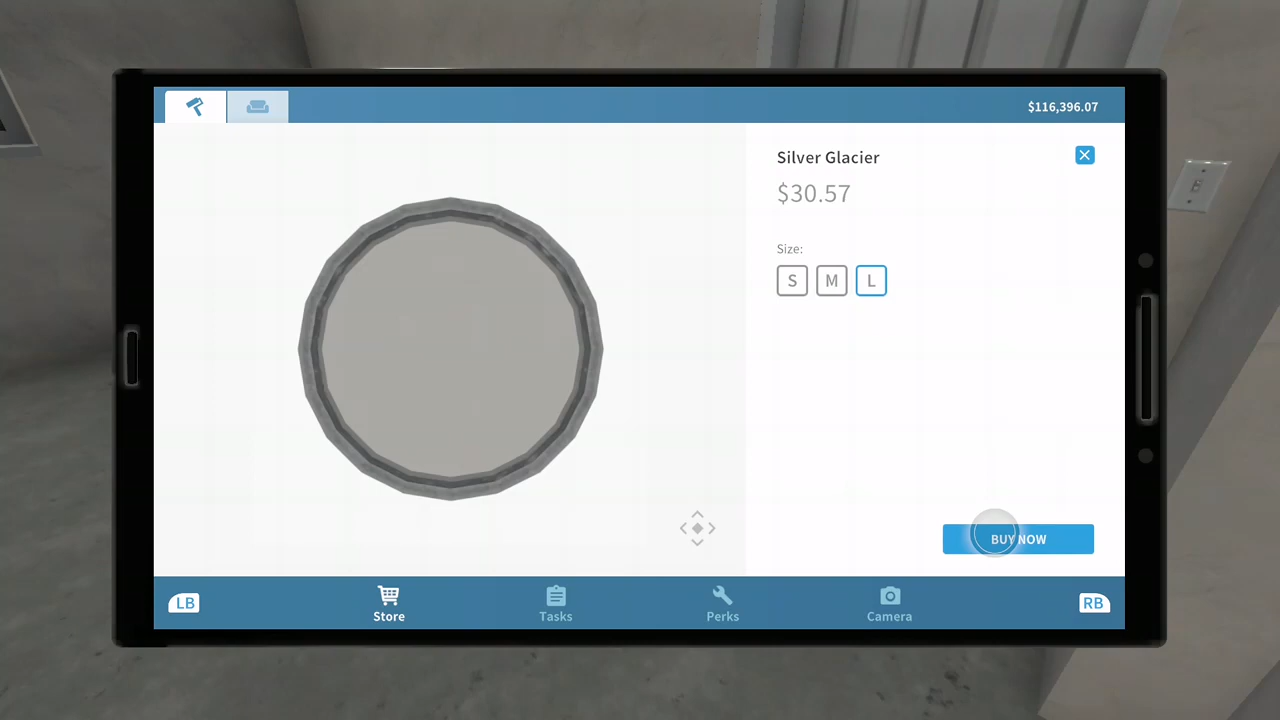 $116,396.07
Silver Glacier
$30.57
Size:
S M L
BUY NOW
LB Store Tasks Perks Camera RB